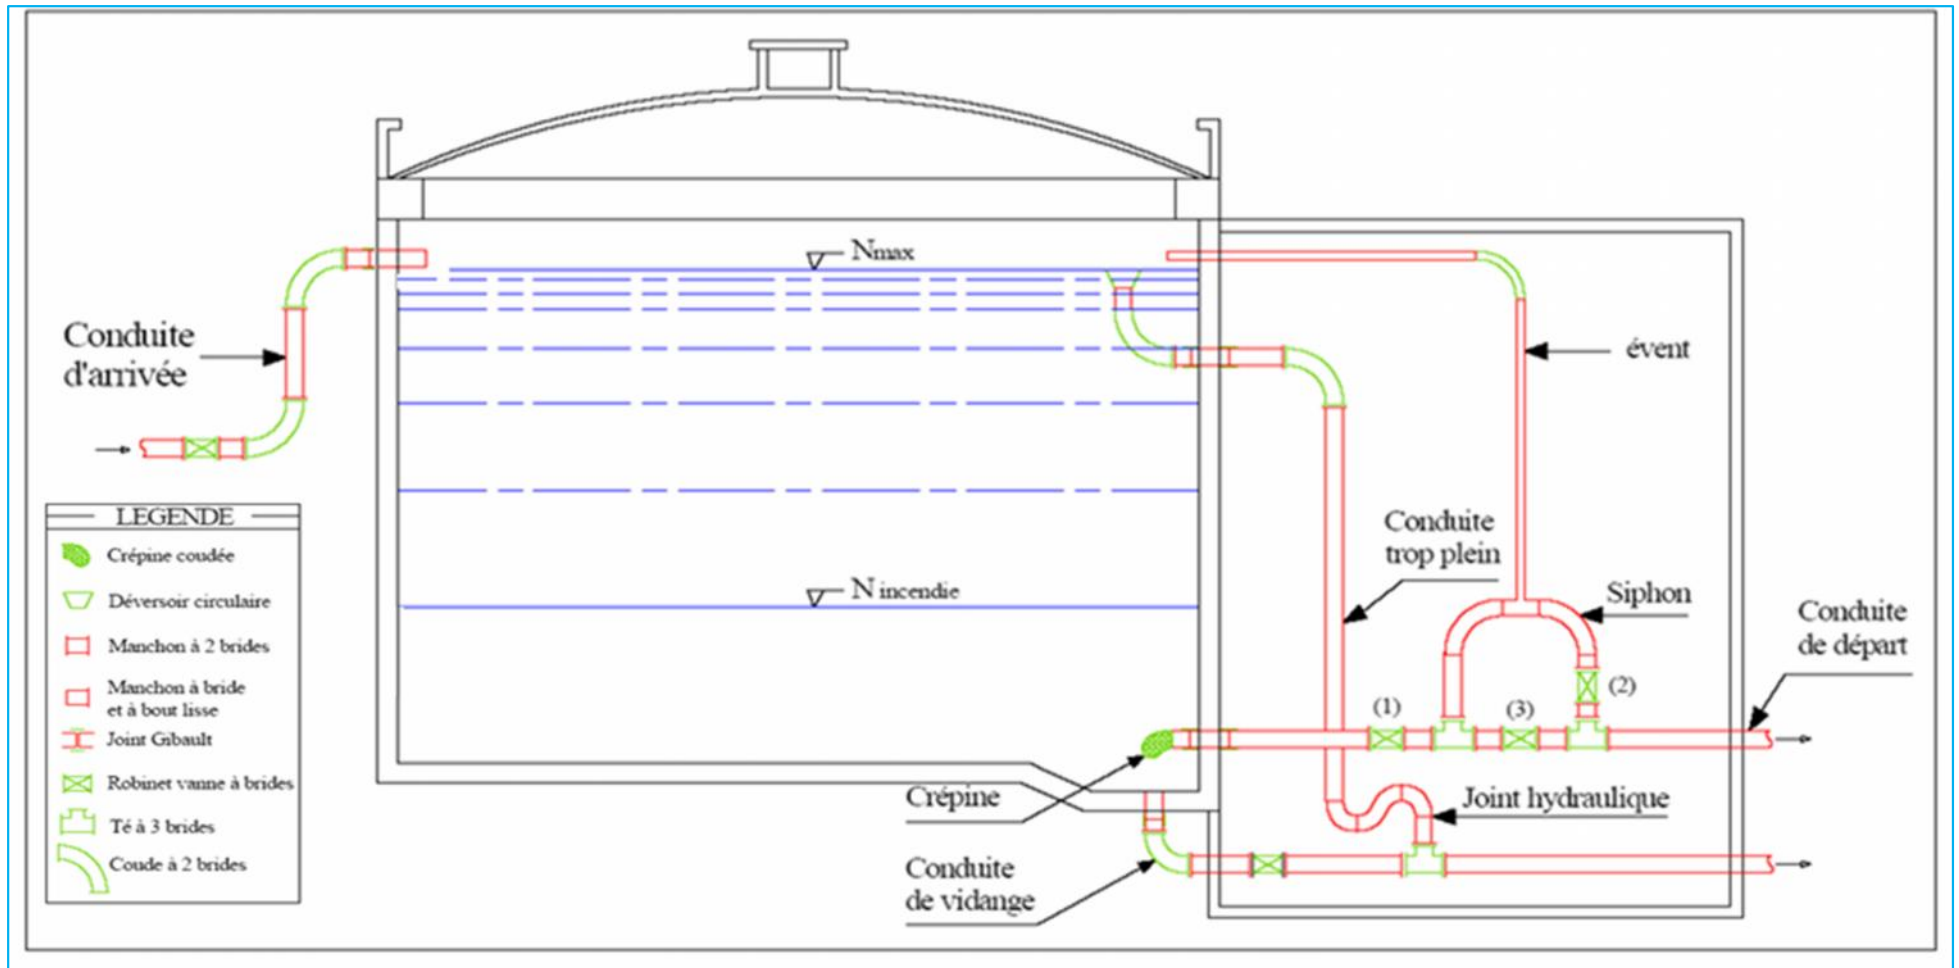 Nmax
Conduite
d'arrivée
évent
LEGENDE
Crépine coudée
Déversoir circulaire
Manchon à 2 brides
Manchon à bride
et à bout lisse
Joint Gibault
Robinet vanne à brides
Té à 3 brides
Coude à 2 brides
N incendie
Conduite
trop plein
Siphon
Conduite
de départ
(1)
(2)
(3)
Crépine
Joint hydraulique
Conduite
de vidange